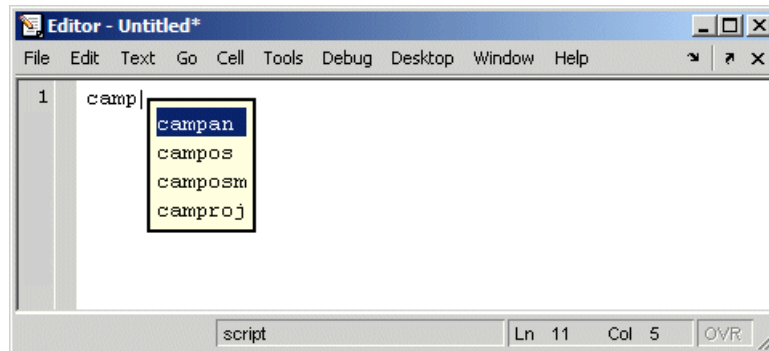 Editor - Untitled*
File Edit Text Go Cell Tools Debug Desktop Window Help
1 camp
campan
campos
camposm
camproj
script Ln 11 Col 5 OVR